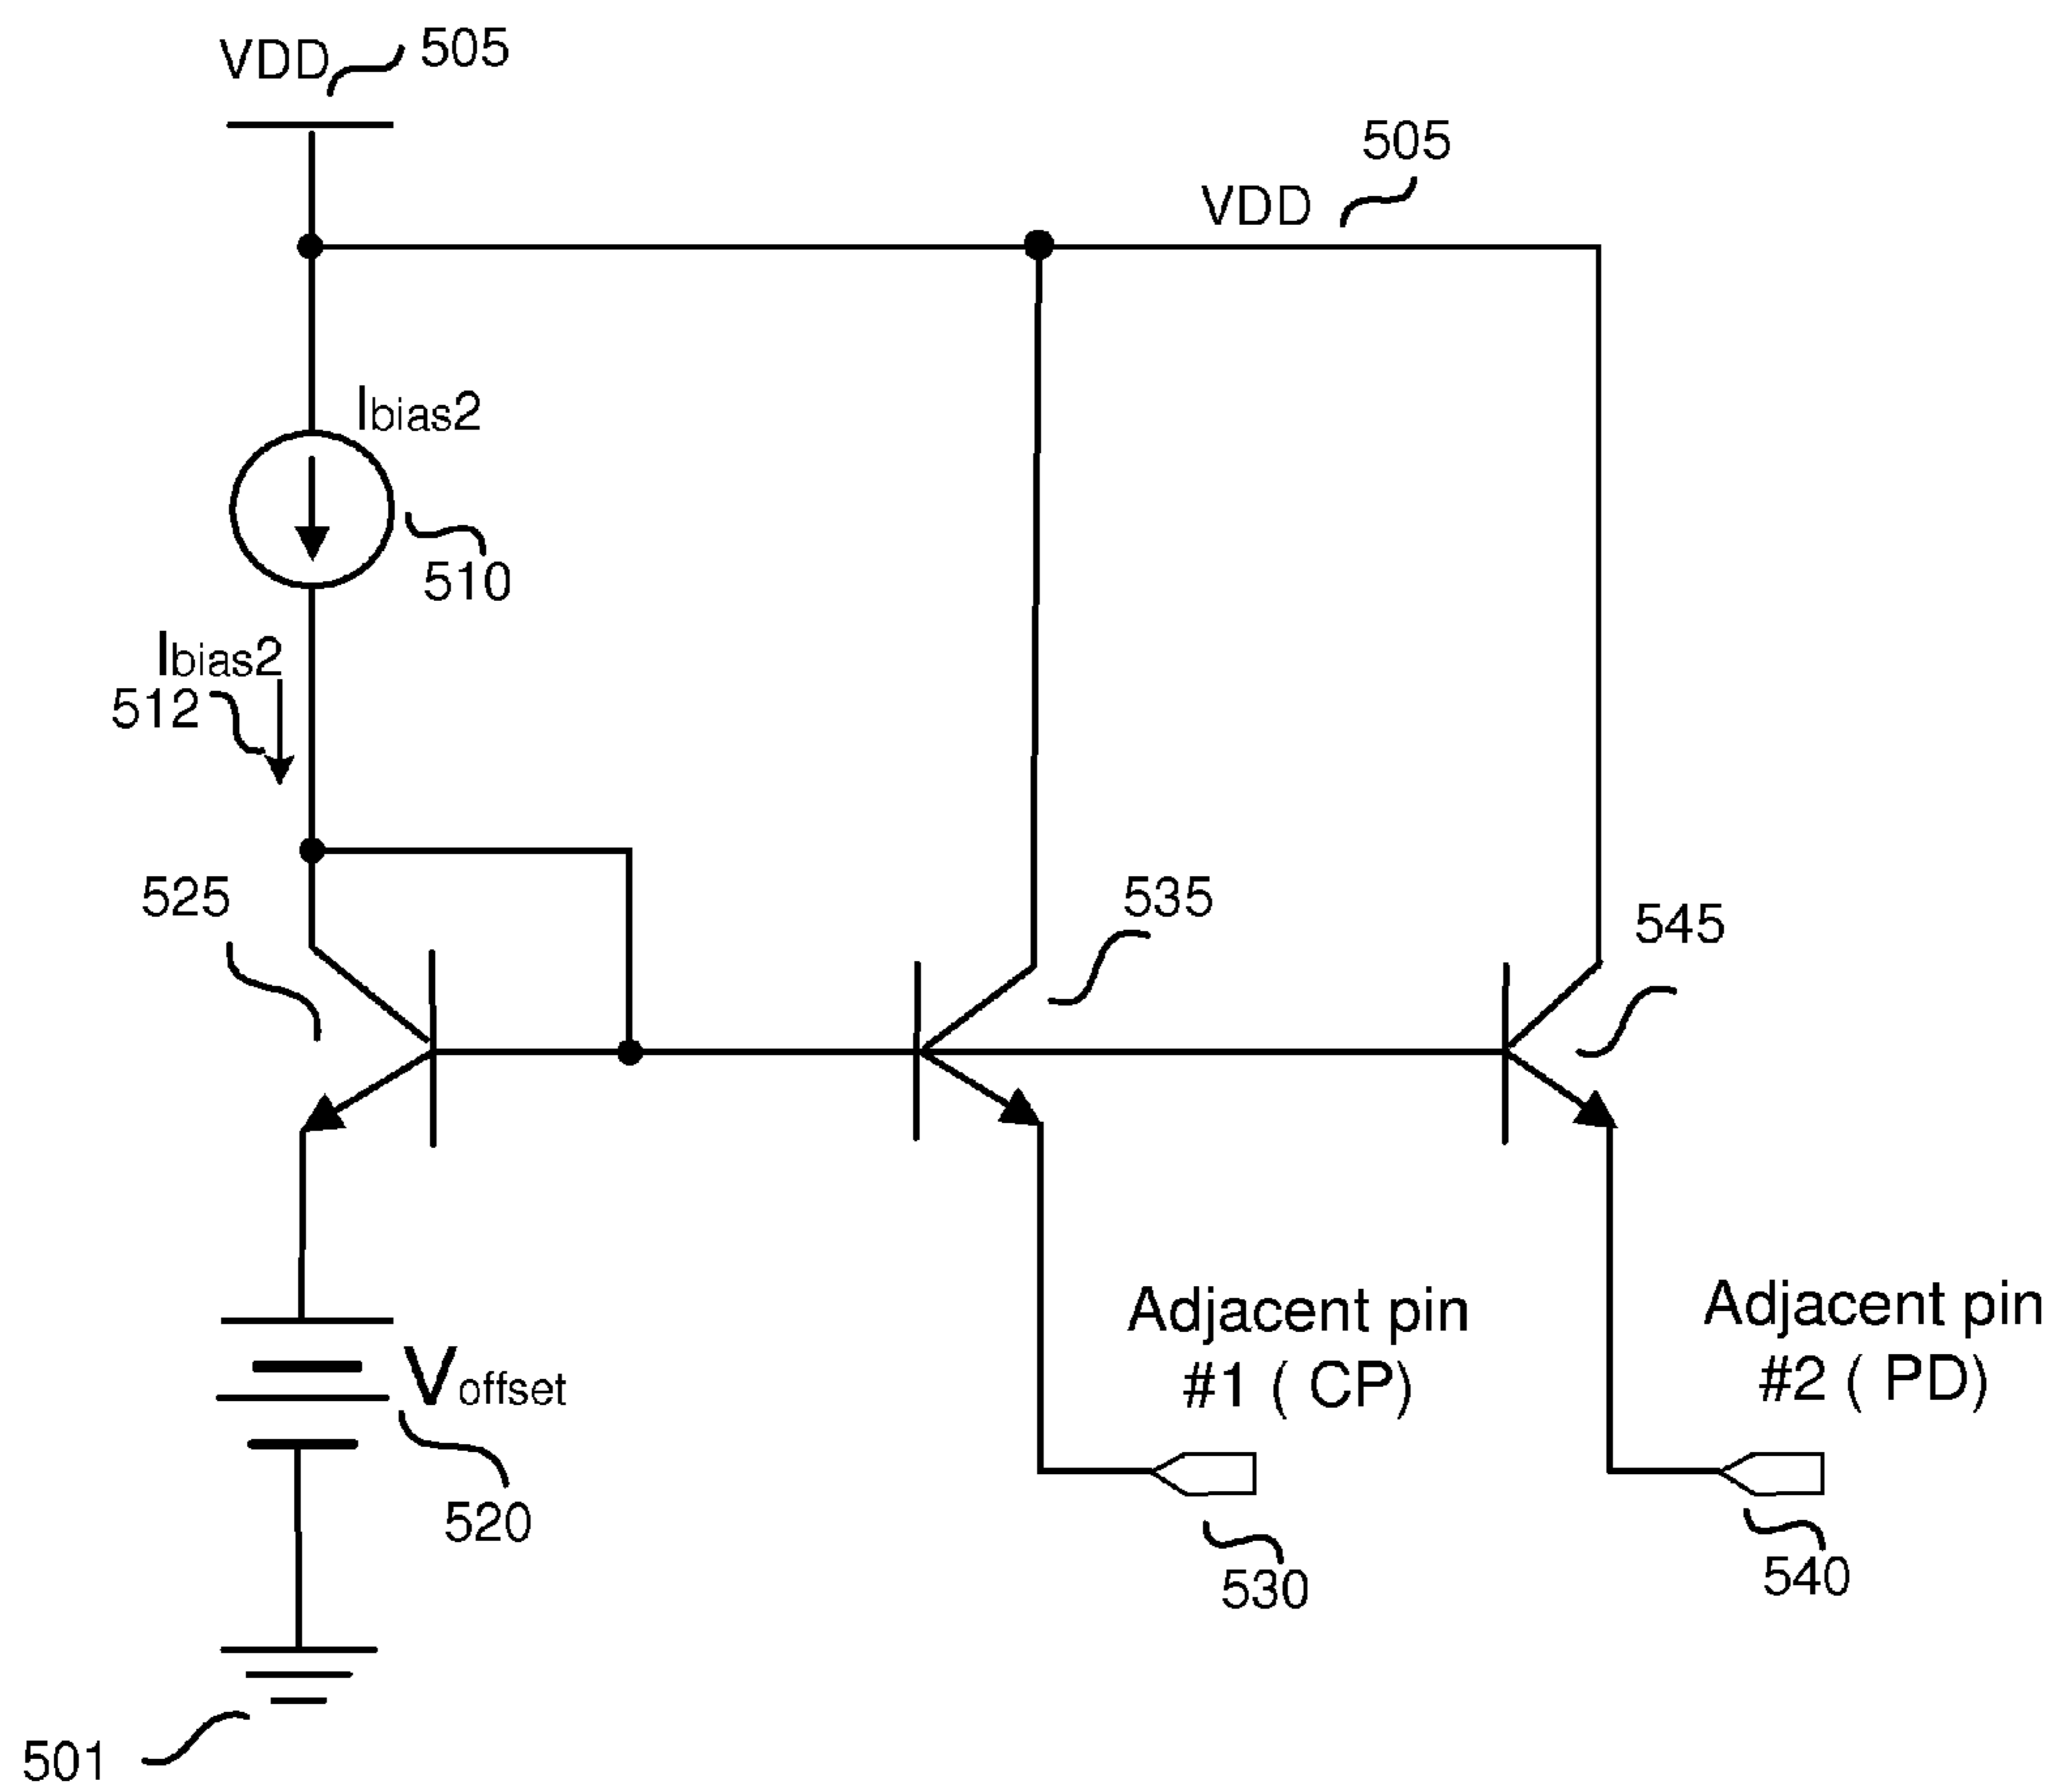 VDD
505
505
VDD
Ibias2
510
Ibias2
512
525
535
545
Adjacent pin
#1 ( CP)
Adjacent pin
#2 ( PD)
Voffset
520
530
540
501